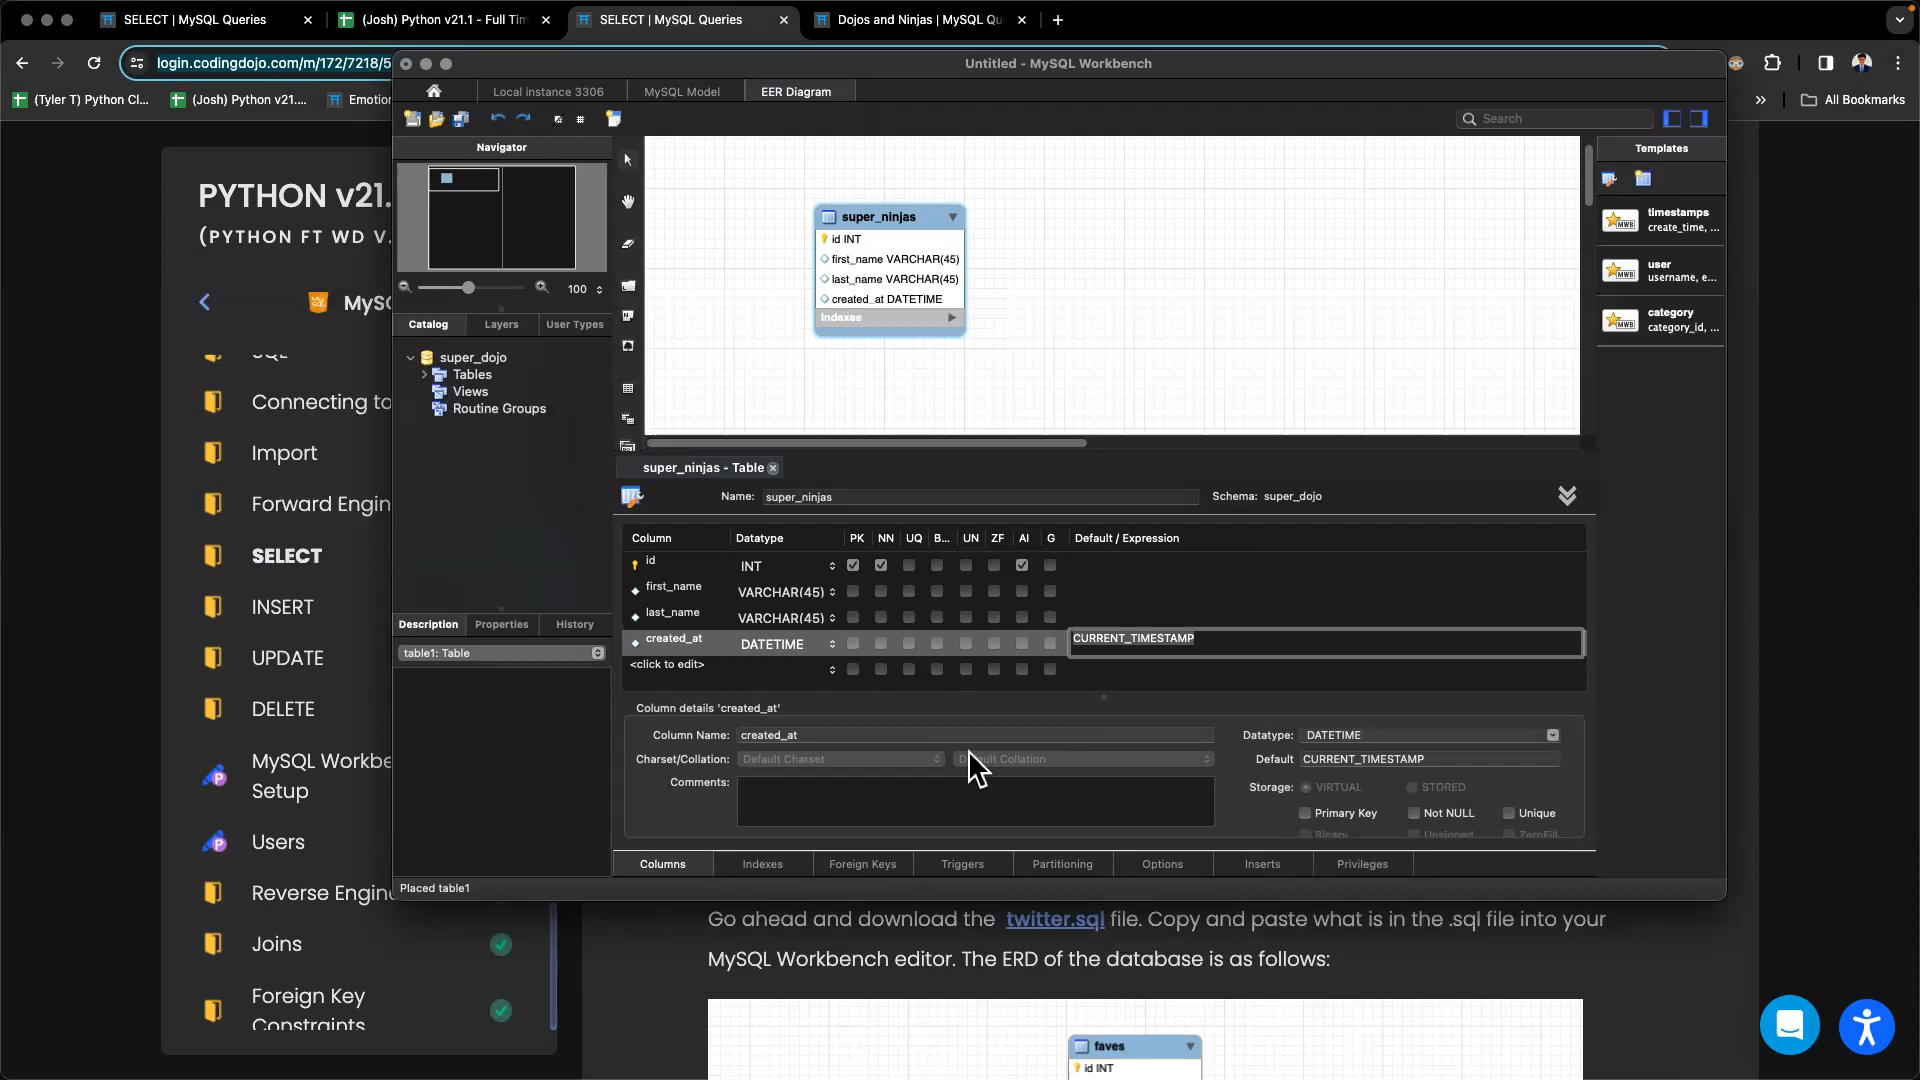 SELECT | MySQL Queries
(Josh) Python v21.1 - Full Tim
SELECT | MySQL Queries
Dojos and Ninjas | MySQL Qu
login.codingdojo.com/m/172/7218/5
Untitled - MySQL Workbench
(Tyler T) Python Cl...
(Josh) Python v21....
Emotion
All Bookmarks
Local instance 3306
MySQL Model
EER Diagram
Search
Navigator
Templates
PYTHON v21.
(PYTHON FT WD V.
timestamps
create_time, ...
user
username, e...
category
category_id, ...
super_ninjas
id INT
first_name VARCHAR(45)
last_name VARCHAR(45)
created_at DATETIME
Indexes
100
MySQ
Catalog
Layers
User Types
super_dojo
Tables
Views
Routine Groups
SQL
Connecting to
Import
Forward Engin
SELECT
INSERT
UPDATE
DELETE
MySQL Workbe
Setup
Users
Reverse Engine
Joins
Foreign Key
Constraints
super_ninjas - Table
Name: super_ninjas
Schema: super_dojo
Column Datatype PK NN UQ B... UN ZF AI G Default / Expression
id INT
first_name VARCHAR(45)
last_name VARCHAR(45)
created_at DATETIME CURRENT_TIMESTAMP
<click to edit>
Description
Properties
History
table1: Table
Column details 'created_at'
Column Name: created_at
Datatype: DATETIME
Charset/Collation: Default Charset
Default Collation
Default CURRENT_TIMESTAMP
Comments:
Storage: VIRTUAL STORED
Primary Key Not NULL Unique
Binary Unsigned ZeroFill
Columns Indexes Foreign Keys Triggers Partitioning Options Inserts Privileges
Placed table1
Go ahead and download the twitter.sql file. Copy and paste what is in the .sql file into your
MySQL Workbench editor. The ERD of the database is as follows:
faves
id INT